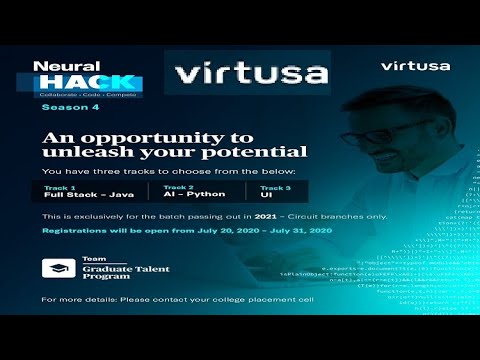 Neural
HACK
Collaborate • Code • Compete
Season 4
virtusa
virtusa
An opportunity to
unleash your potential
You have three tracks to choose from the below:
Track 1
Full Stack - Java
Track 2
AI - Python
Track 3
UI
This is exclusively for the batch passing out in 2021 - Circuit branches only.
Registrations will be open from July 20, 2020 - July 31, 2020
Team
Graduate Talent
Program
For more details: Please contact your college placement cell